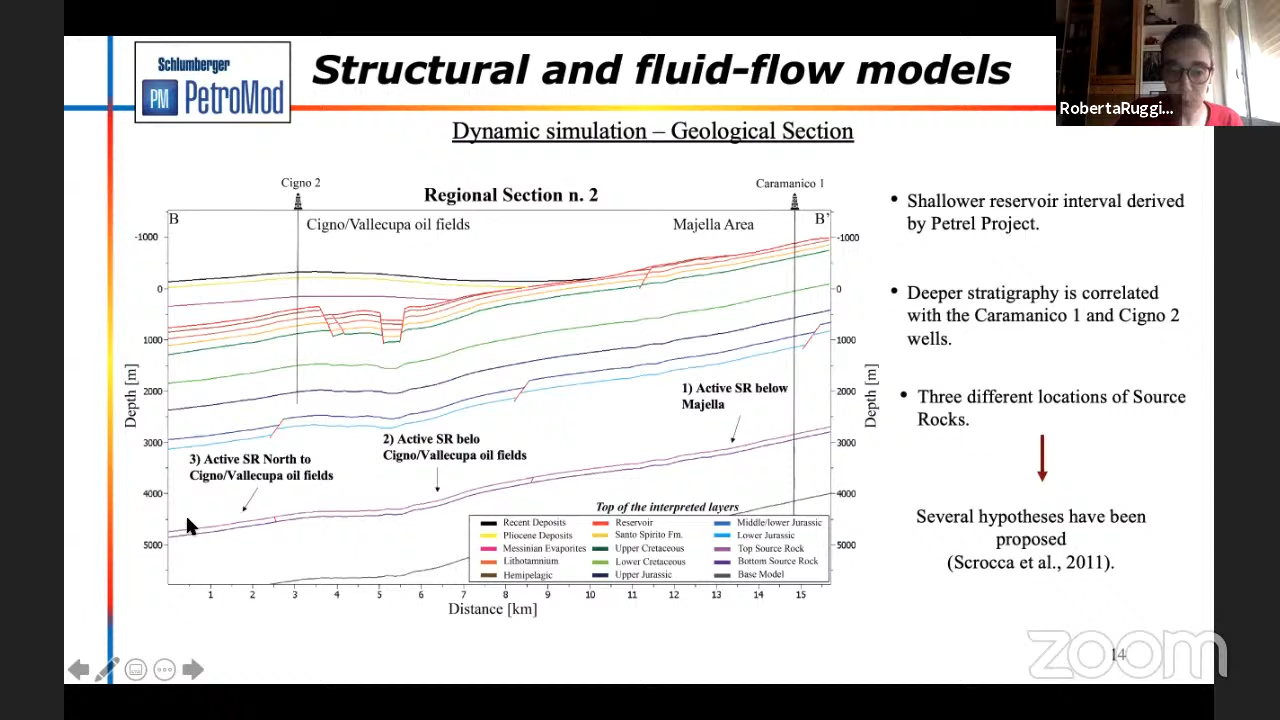 Schlumberger
PM PetroMod
Structural and fluid-flow models
RobertaRuggi...
Dynamic simulation – Geological Section
Cigno 2
Regional Section n. 2
Caramanico 1
B
B'
Cigno/Vallecupa oil fields
Majella Area
-1000
0
1000
2000
3000
4000
5000
Depth [m]
-1000
0
1000
2000
3000
4000
5000
Depth [m]
1) Active SR below
Majella
2) Active SR belo
Cigno/Vallecupa oil fields
3) Active SR North to
Cigno/Vallecupa oil fields
Top of the interpreted layers
Recent Deposits
Pliocene Deposits
Messinian Evaporites
Lithotamnium
Hemipelagic
Reservoir
Santo Spirito Fm.
Upper Cretaceous
Lower Cretaceous
Upper Jurassic
Middle/lower Jurassic
Lower Jurassic
Top Source Rock
Bottom Source Rock
Base Model
1 2 3 4 5 6 7 8 9 10 11 12 13 14 15
Distance [km]
• Shallower reservoir interval derived
by Petrel Project.
• Deeper stratigraphy is correlated
with the Caramanico 1 and Cigno 2
wells.
• Three different locations of Source
Rocks.
Several hypotheses have been
proposed
(Scrocca et al., 2011).
14
zoom